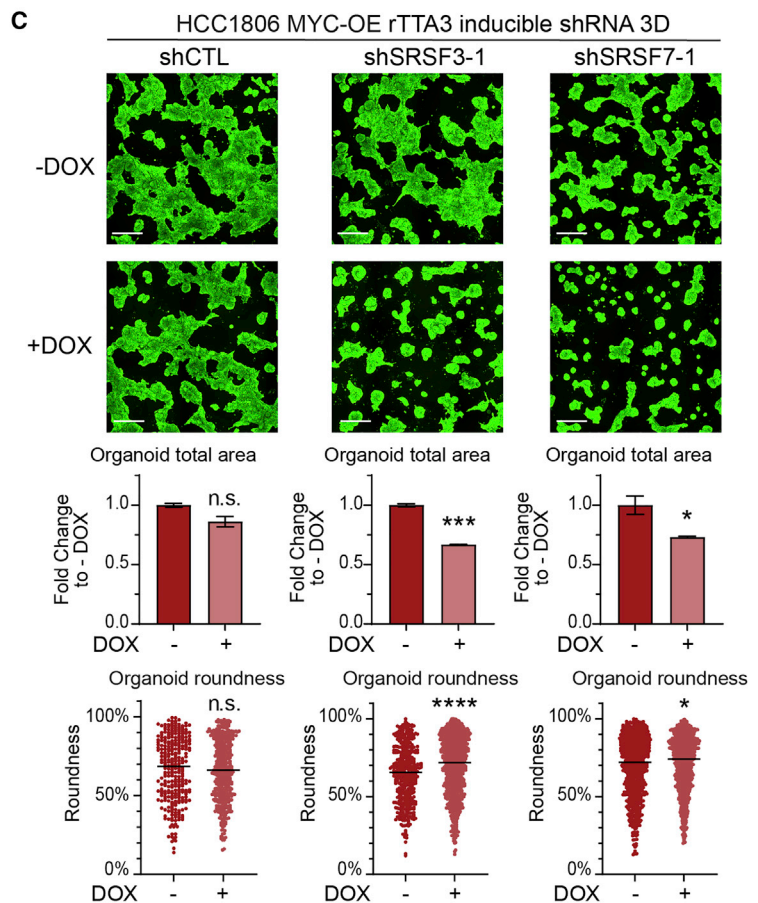 C
HCC1806 MYC-OE rTTA3 inducible shRNA 3D
shCTL shSRSF3-1 shSRSF7-1
-DOX
+DOX
Organoid total area Organoid total area Organoid total area
Fold Change to - DOX Fold Change to - DOX Fold Change to - DOX
1.0 n.s. 1.0 *** 1.0 *
0.5 0.5 0.5
0.0 0.0 0.0
DOX - + DOX - + DOX - +
Organoid roundness Organoid roundness Organoid roundness
Roundness Roundness Roundness
100% n.s. 100% **** 100% *
50% 50% 50%
0% 0% 0%
DOX - + DOX - + DOX - +